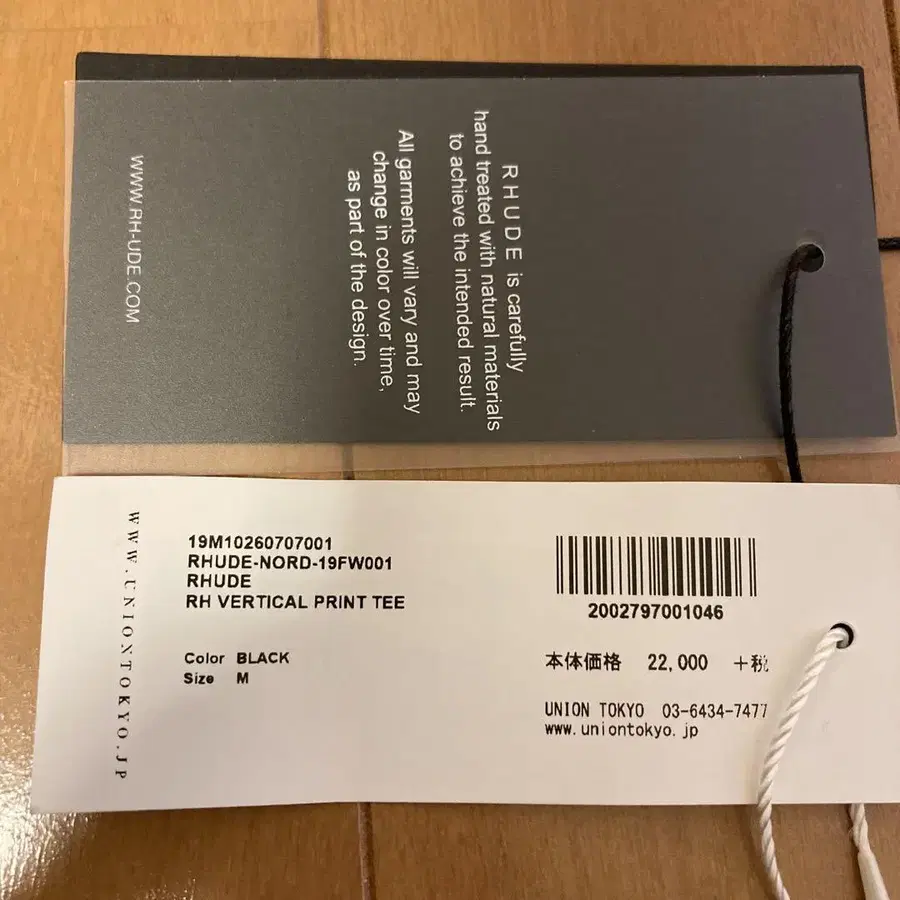 RHUDE is carefully
hand treated with natural materials
to achieve the intended result.
All garments will vary and may
change in color over time,
as part of the design.
WWW.RH-UDE.COM
WWW.UNIONTOKYO.JP
19M10260707001
RHUDE-NORD-19FW001
RHUDE
RH VERTICAL PRINT TEE
Color BLACK
Size M
2002797001046
本体価格 22,000 +税
UNION TOKYO 03-6434-7477
www.uniontokyo.jp